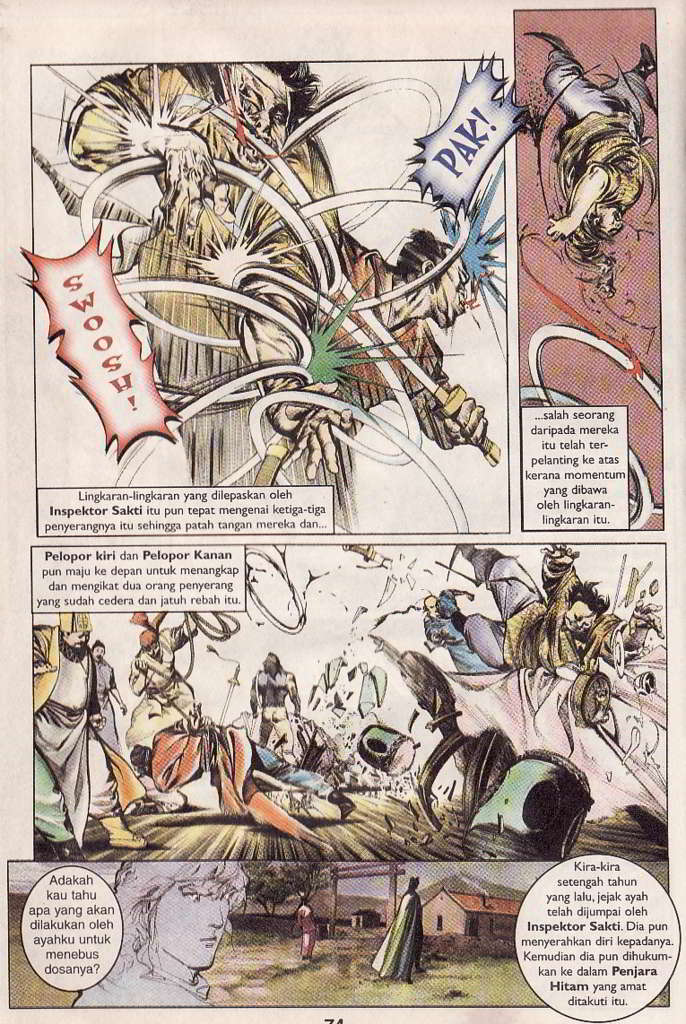 PAK!
SWOOSH!
Lingkaran-lingkaran yang dilepaskan oleh
Inspektor Sakti itu pun tepat mengenai ketiga-tiga
penyerangnya itu sehingga patah tangan mereka dan...
...salah seorang
daripada mereka
itu telah ter-
pelanting ke atas
kerana momentum
yang dibawa
oleh lingkaran-
lingkaran itu.
Pelopor kiri dan Pelopor Kanan
pun maju ke depan untuk menangkap
dan mengikat dua orang penyerang
yang sudah cedera dan jatuh rebah itu.
Adakah
kau tahu
apa yang akan
dilakukan oleh
ayahku untuk
menebus
dosanya?
Kira-kira
setengah tahun
yang lalu, jejak ayah
telah dijumpai oleh
Inspektor Sakti. Dia pun
menyerahkan diri kepadanya.
Kemudian dia pun dihukum-
kan ke dalam Penjara
Hitam yang amat
ditakuti itu.